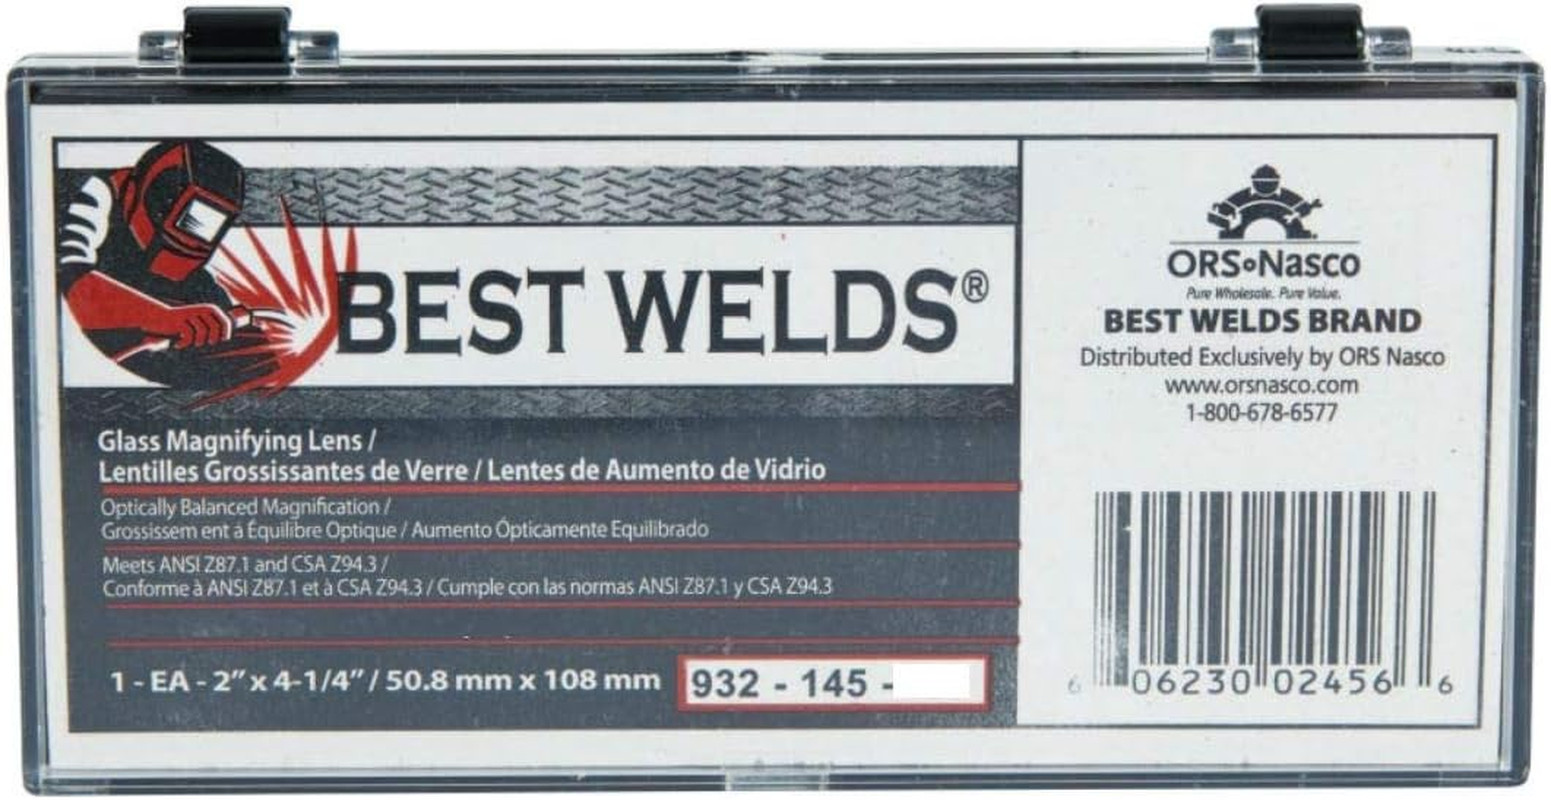 BEST WELDS®
Glass Magnifying Lens /
Lentilles Grossissantes de Verre / Lentes de Aumento de Vidrio
Optically Balanced Magnification /
Grossissem ent à Équilibre Optique / Aumento Ópticamente Equilibrado
Meets ANSI Z87.1 and CSA Z94.3 /
Conforme à ANSI Z87.1 et à CSA Z94.3 / Cumple con las normas ANSI Z87.1 y CSA Z94.3
1 - EA - 2" x 4-1/4" / 50.8 mm x 108 mm
932 - 145 -
ORS Nasco
Pure Wholesale. Pure Value.
BEST WELDS BRAND
Distributed Exclusively by ORS Nasco
www.orsnasco.com
1-800-678-6577
6 06230 02456 6